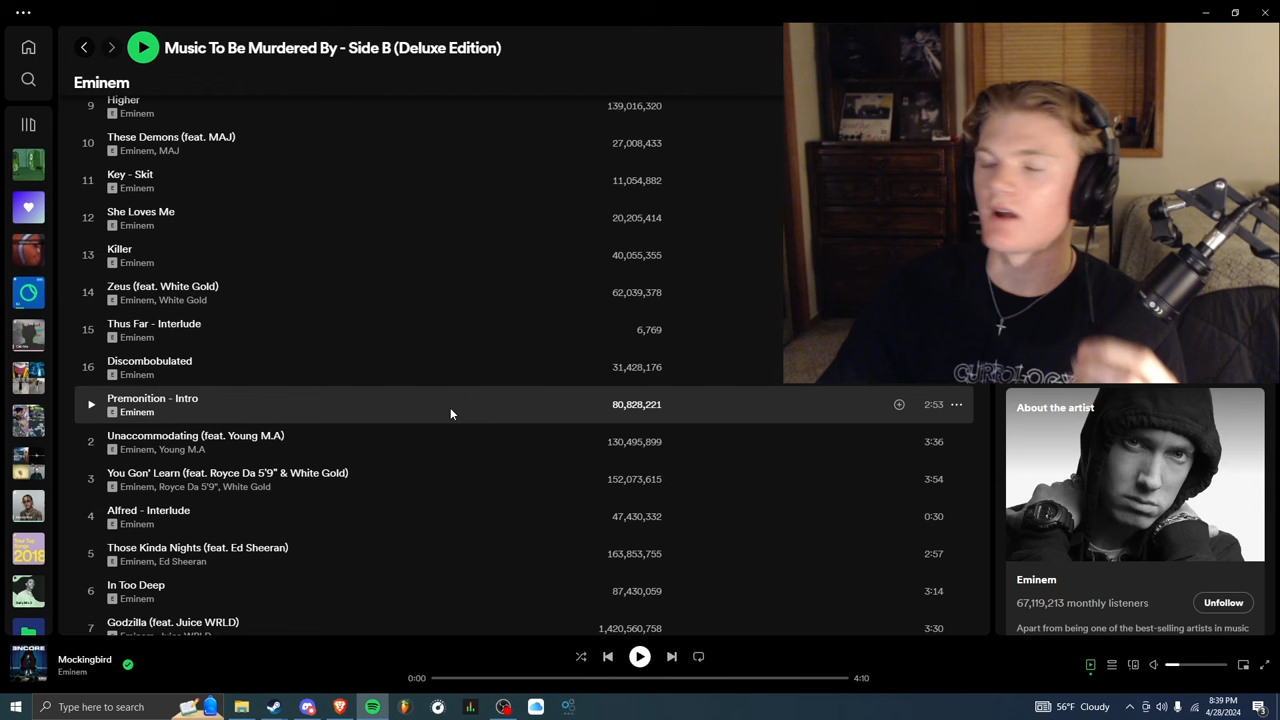 Music To Be Murdered By - Side B (Deluxe Edition)
Eminem
9 Higher 139,016,320
E Eminem
10 These Demons (feat. MAJ) 27,008,433
E Eminem, MAJ
11 Key - Skit 11,054,882
E Eminem
12 She Loves Me 20,205,414
E Eminem
13 Killer 40,055,355
E Eminem
14 Zeus (feat. White Gold) 62,039,378
E Eminem, White Gold
15 Thus Far - Interlude 6,769
E Eminem
16 Discombobulated 31,428,176
E Eminem
Premonition - Intro 80,828,221 2:53
E Eminem
2 Unaccommodating (feat. Young M.A) 130,495,899 3:36
E Eminem, Young M.A
3 You Gon' Learn (feat. Royce Da 5'9" & White Gold) 152,073,615 3:54
E Eminem, Royce Da 5'9", White Gold
4 Alfred - Interlude 47,430,332 0:30
E Eminem
5 Those Kinda Nights (feat. Ed Sheeran) 163,853,755 2:57
E Eminem, Ed Sheeran
6 In Too Deep 87,430,059 3:14
E Eminem
7 Godzilla (feat. Juice WRLD) 1,420,560,758 3:30
E Eminem, Juice WRLD
About the artist
Eminem
67,119,213 monthly listeners
Unfollow
Apart from being one of the best-selling artists in music
Mockingbird
Eminem
0:00
4:10
Type here to search
56°F Cloudy
8:39 PM
4/28/2024